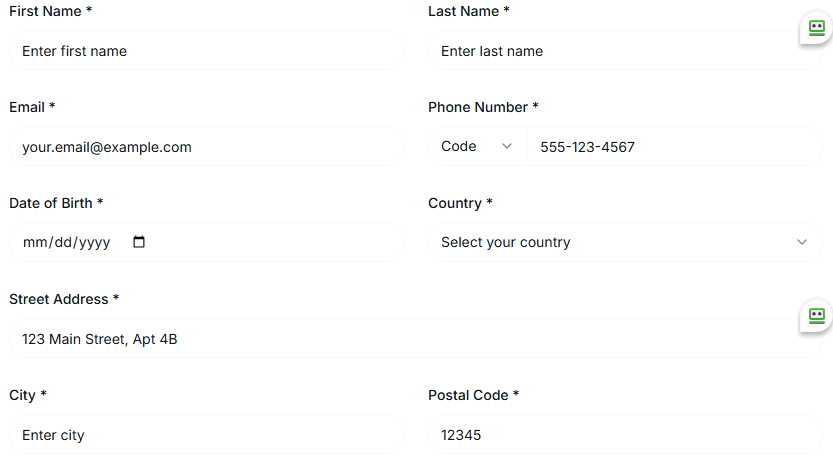 First Name * Last Name *
Enter first name Enter last name
Email * Phone Number *
your.email@example.com Code 555-123-4567
Date of Birth * Country *
mm/dd/yyyy Select your country
Street Address *
123 Main Street, Apt 4B
City * Postal Code *
Enter city 12345